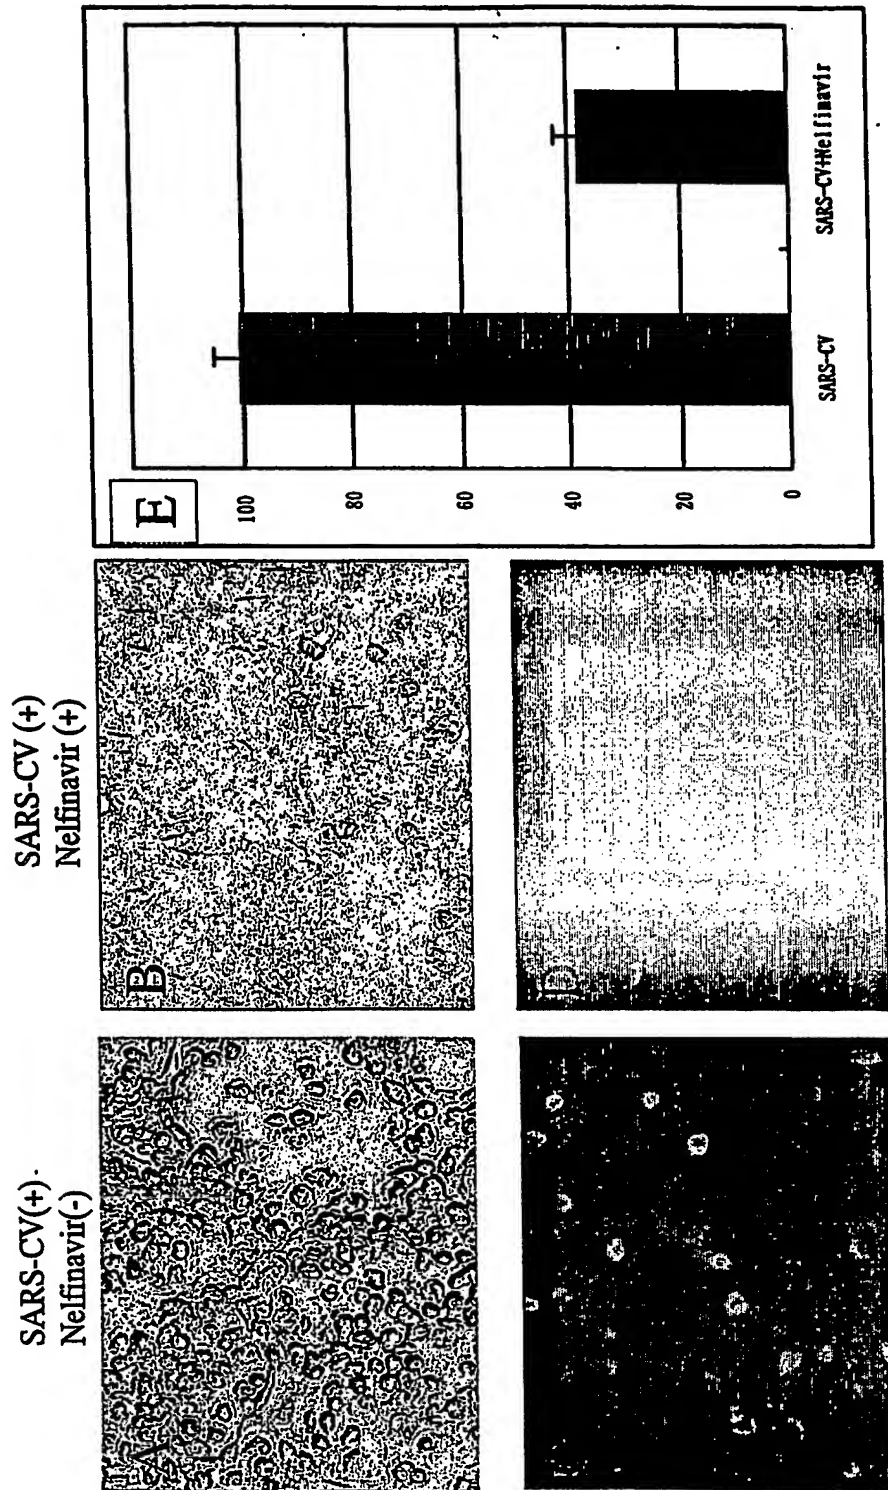 SARS-CV(+)
Nelfinavir(-)
SARS-CV (+)
Nelfinavir (+)
A
B
D
E
100
80
60
40
20
0
SARS-CV
SARS-CV+Nelfinavir